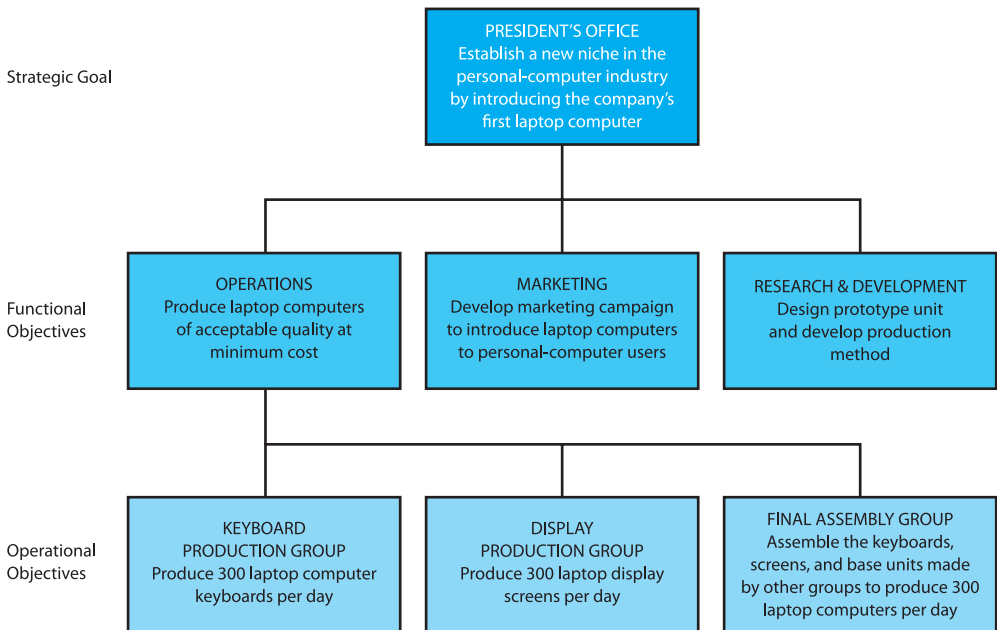 Strategic Goal
PRESIDENT’S OFFICE
Establish a new niche in the
personal-computer industry
by introducing the company’s
first laptop computer
Functional
Objectives
OPERATIONS
Produce laptop computers
of acceptable quality at
minimum cost
MARKETING
Develop marketing campaign
to introduce laptop computers
to personal-computer users
RESEARCH & DEVELOPMENT
Design prototype unit
and develop production
method
Operational
Objectives
KEYBOARD
PRODUCTION GROUP
Produce 300 laptop computer
keyboards per day
DISPLAY
PRODUCTION GROUP
Produce 300 laptop display
screens per day
FINAL ASSEMBLY GROUP
Assemble the keyboards,
screens, and base units made
by other groups to produce 300
laptop computers per day